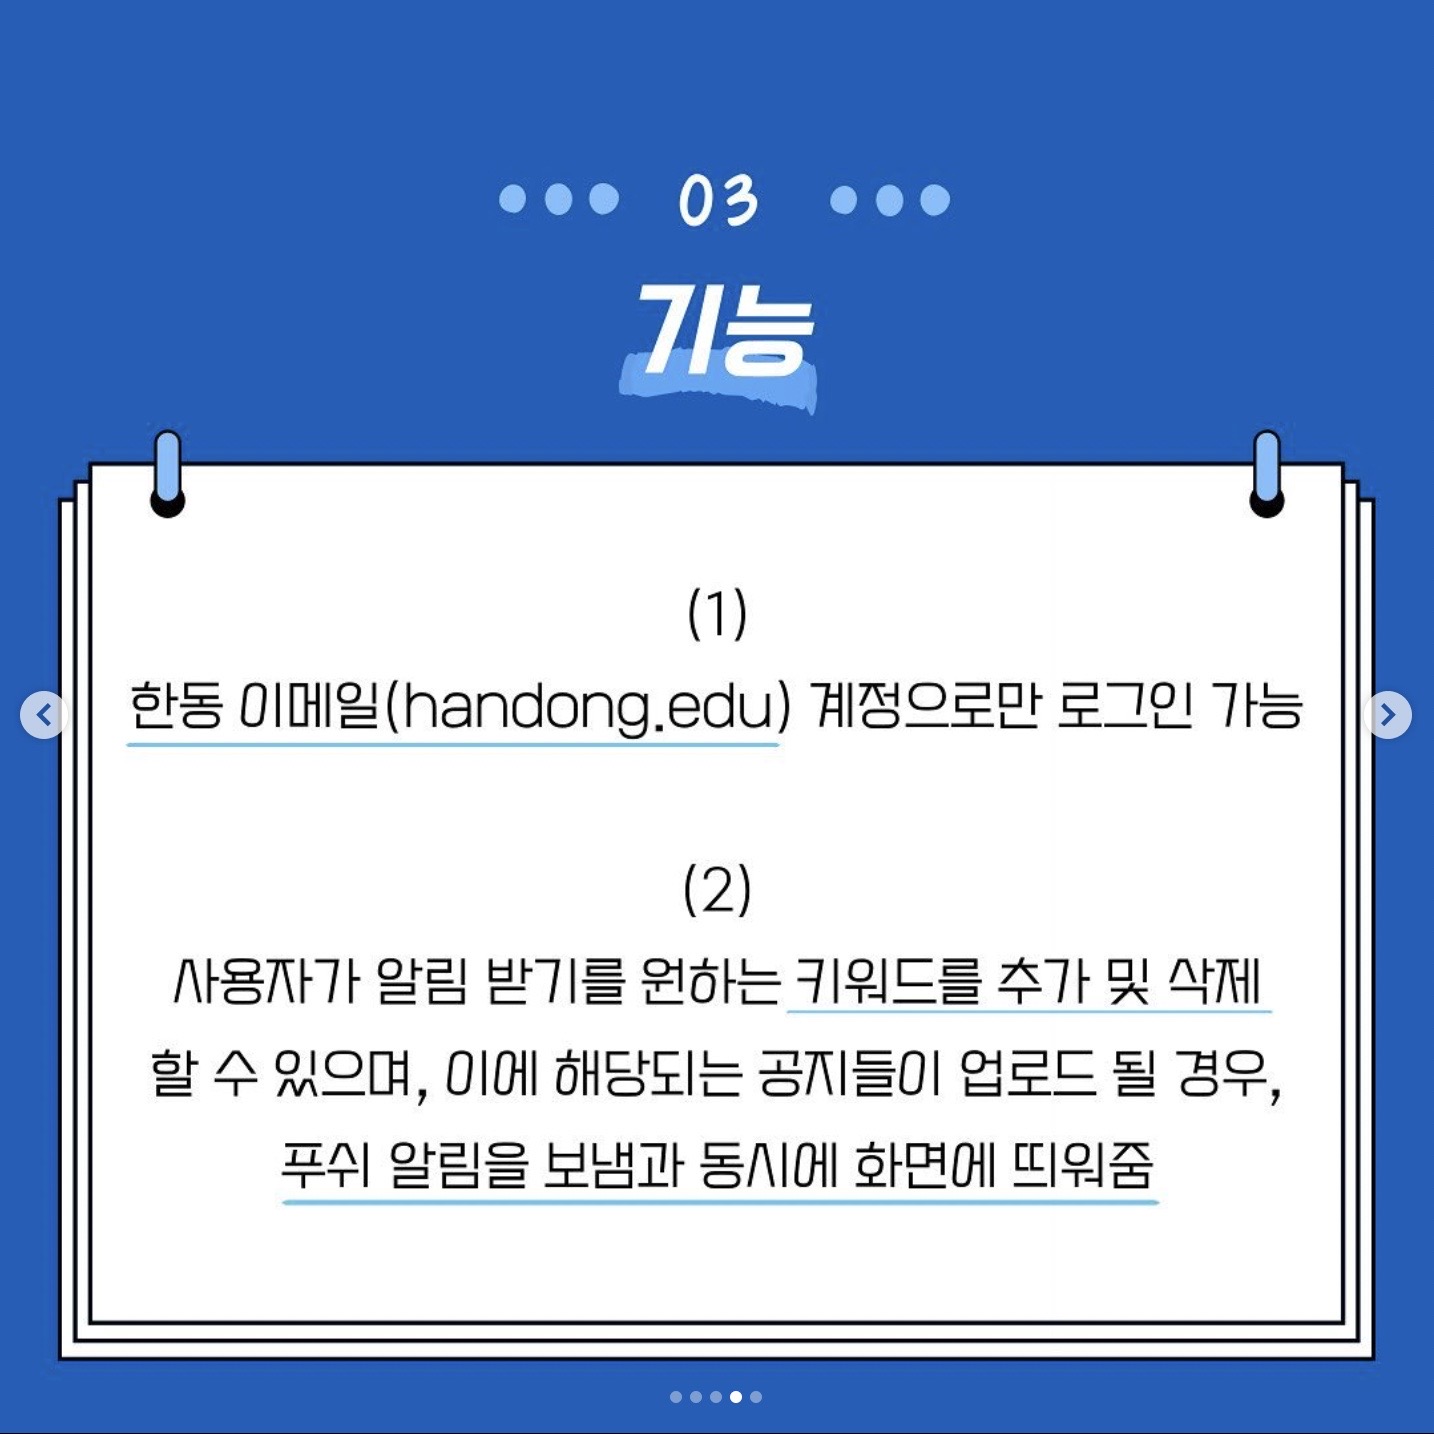 03
기능
(1)
한동 이메일(handong.edu) 계정으로만 로그인 가능
(2)
사용자가 알림 받기를 원하는 키워드를 추가 및 삭제
할 수 있으며, 이에 해당되는 공지들이 업로드 될 경우,
푸쉬 알림을 보냄과 동시에 화면에 띄워줌